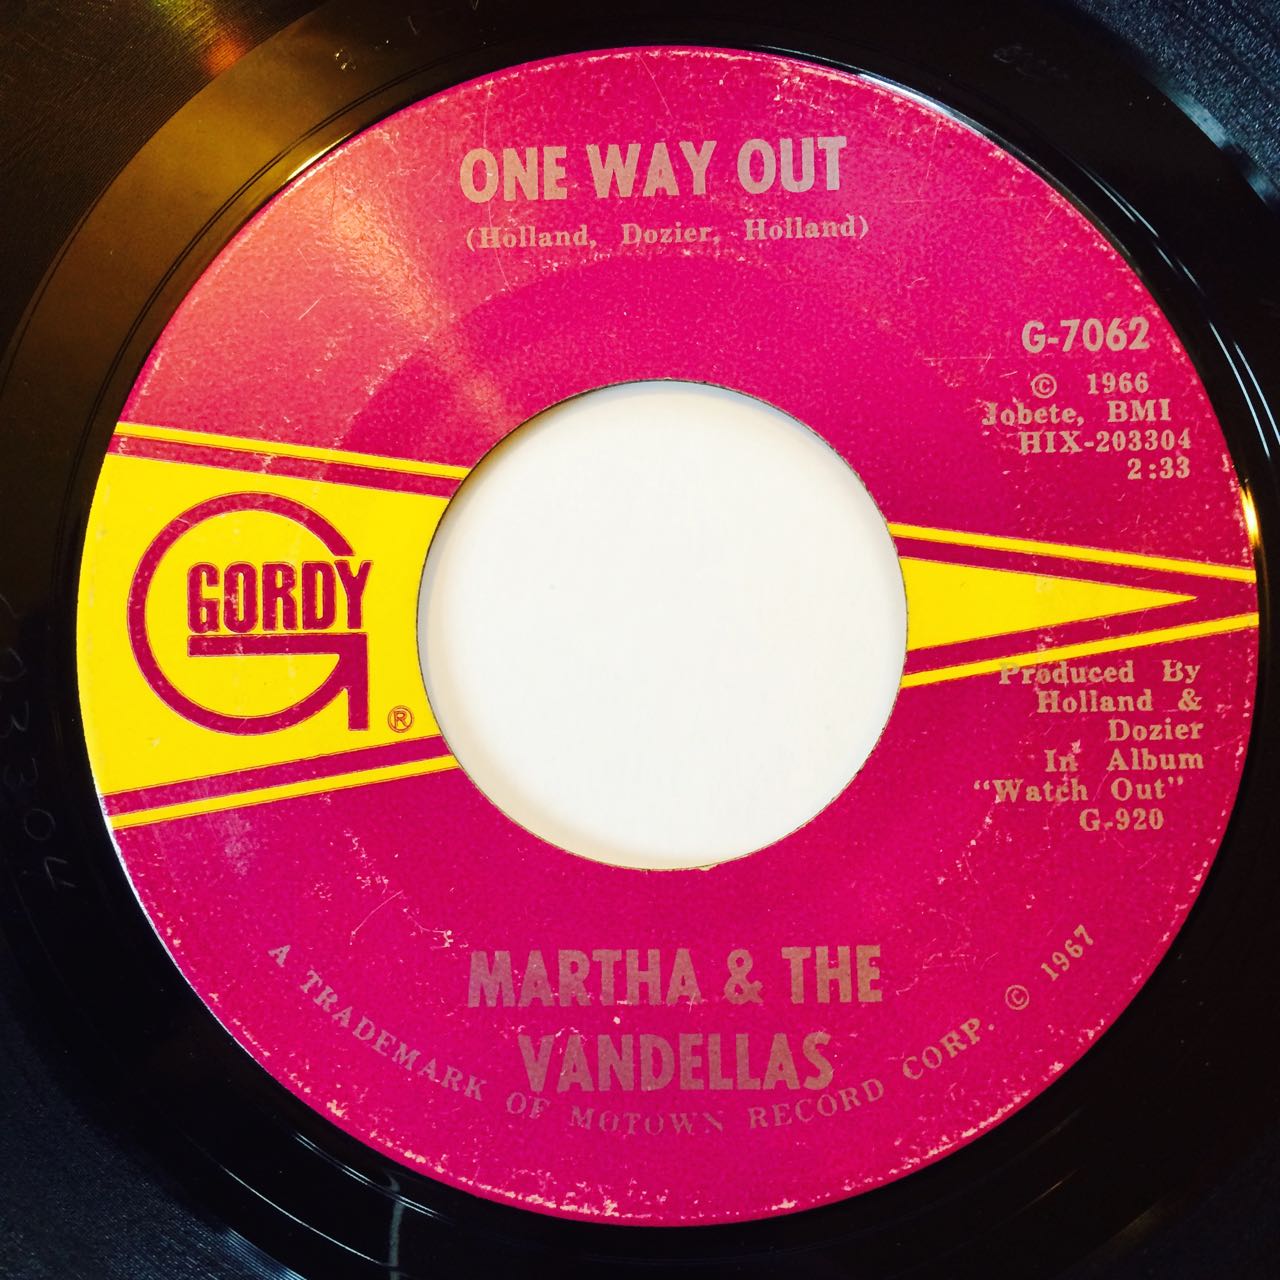 ONE WAY OUT
(Holland, Dozier, Holland)
G-7062
© 1966
Jobete, BMI
HIX-203304
2:33
GORDY
®
Produced By
Holland &
Dozier
In Album
"Watch Out"
G-920
MARTHA & THE
VANDELLAS
A TRADEMARK OF MOTOWN RECORD CORP. © 1967